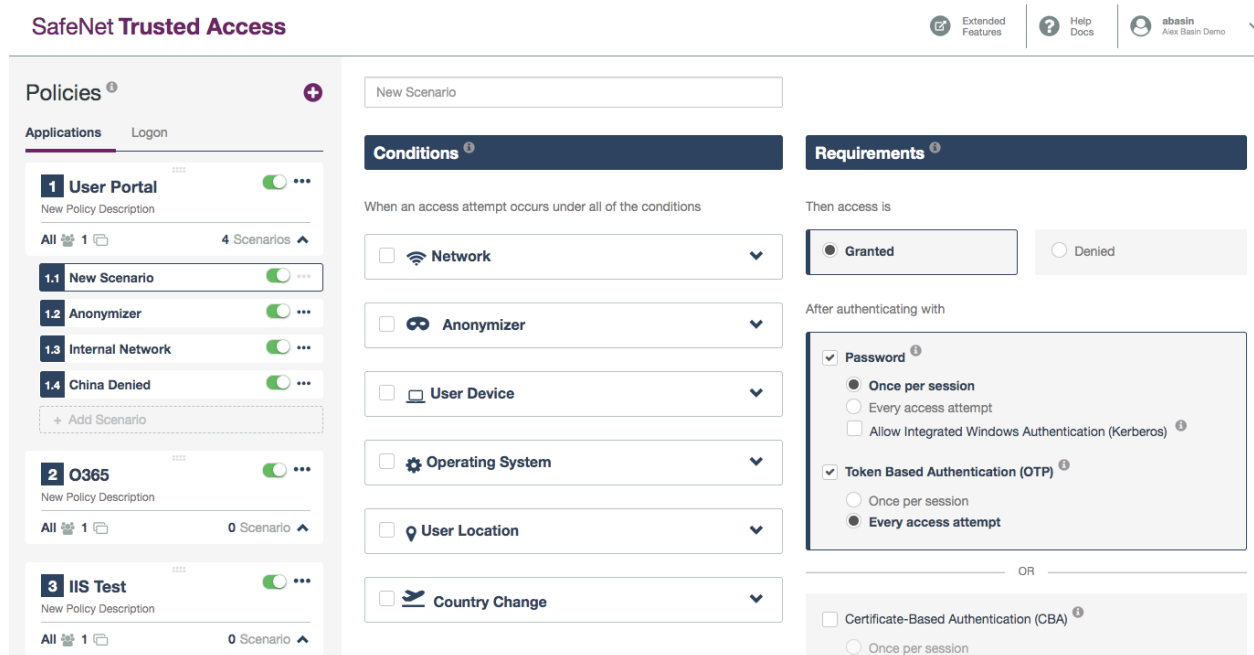 SafeNet Trusted Access
Extended Features
Help Docs
abasin
Alex Basin Demo
Policies
Applications
Logon
1 User Portal
New Policy Description
All 1
4 Scenarios
1.1 New Scenario
1.2 Anonymizer
1.3 Internal Network
1.4 China Denied
+ Add Scenario
2 O365
New Policy Description
All 1
0 Scenario
3 IIS Test
New Policy Description
All 1
0 Scenario
New Scenario
Conditions
When an access attempt occurs under all of the conditions
Network
Anonymizer
User Device
Operating System
User Location
Country Change
Requirements
Then access is
Granted
Denied
After authenticating with
Password
Once per session
Every access attempt
Allow Integrated Windows Authentication (Kerberos)
Token Based Authentication (OTP)
Once per session
Every access attempt
OR
Certificate-Based Authentication (CBA)
Once per session